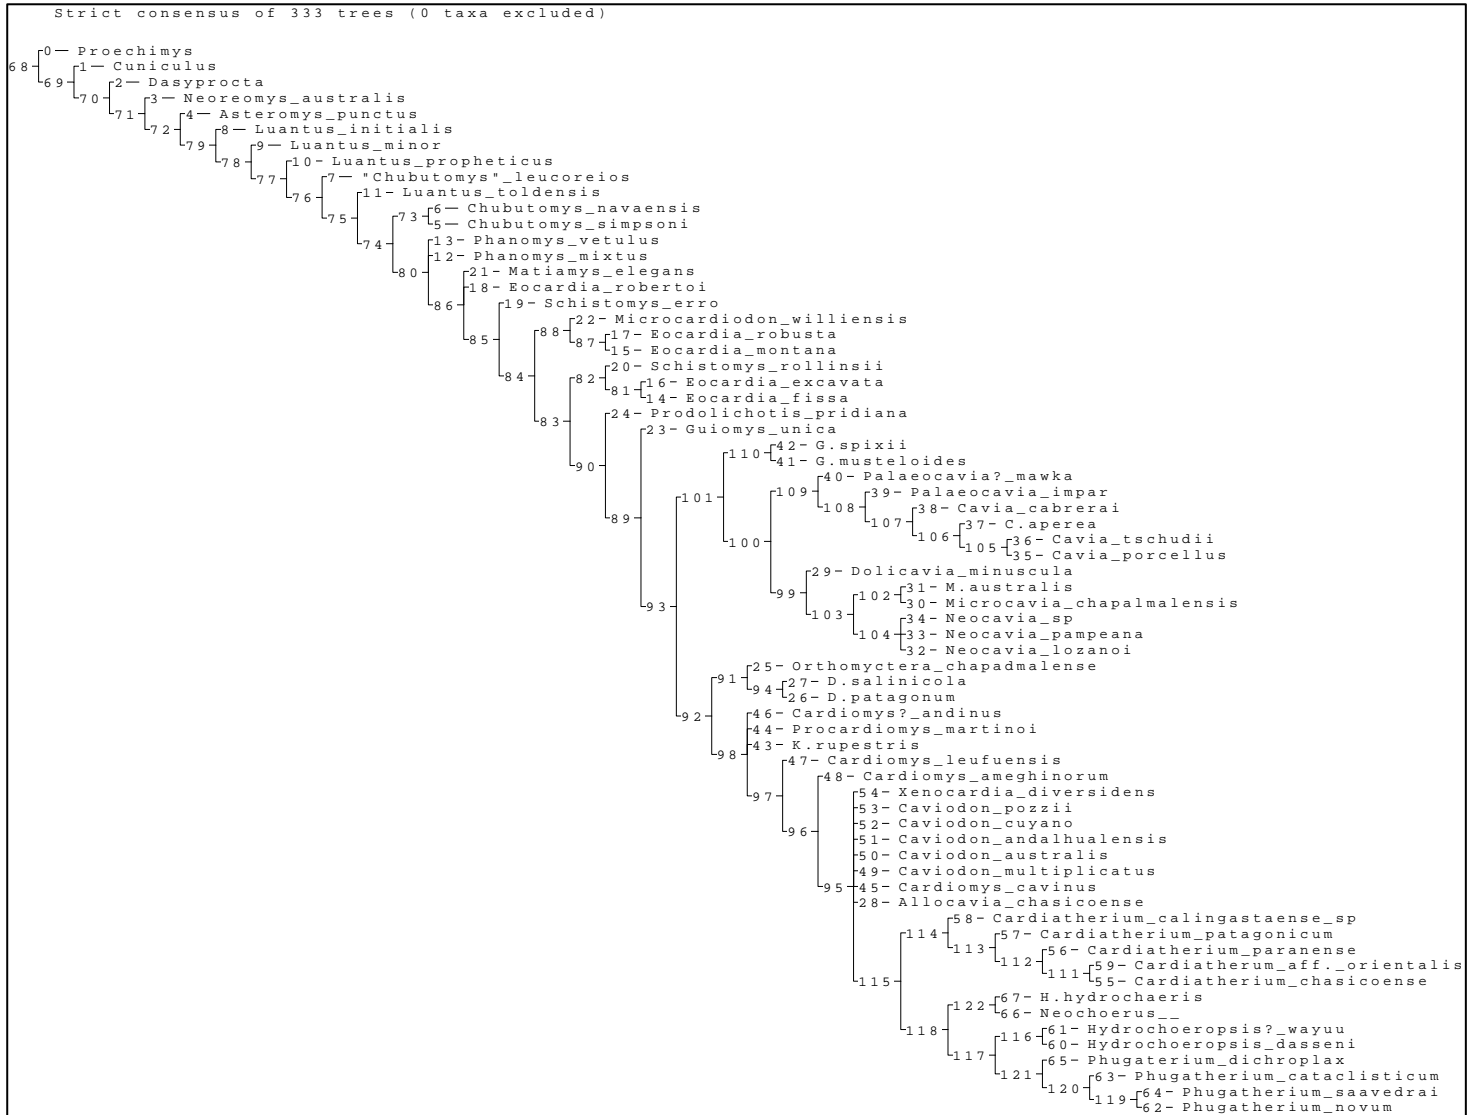 Strict consensus of 333 trees (0 taxa excluded)
0 Proechimys
68 1 Cuniculus
69 2 Dasyprocta
70 3 Neoreomys_australis
71 4 Asteromys_punctus
72 8 Luantus_initialis
79 9 Luantus_minor
78 10 Luantus_propheticus
77 7 "Chubutomys"_leucoreios
76 11 Luantus_toldensis
6 Chubutomys_navaensis
75 73 5 Chubutomys_simpsoni
74 13 Phanomys_vetulus
12 Phanomys_mixtus
80 21 Matiamys_elegans
18 Eocardia_robertoi
86 19 Schistomys_erro
22 Microcardiodon_williensis
88 17 Eocardia_robusta
85 87 15 Eocardia_montana
20 Schistomys_rollinsii
84 82 16 Eocardia_excavata
81 14 Eocardia_fissa
24 Prodolichotis_pridiana
83 23 Guiomys_unica
42 G.spixii
90 110 41 G.musteloides
40 Palaeocavia?_mawka
101 109 39 Palaeocavia_impar
108 38 Cavia_cabrerai
89 107 37 C.aperea
106 36 Cavia_tschudii
100 105 35 Cavia_porcellus
29 Dolicavia_minuscula
31 M.australis
99 102 30 Microcavia_chapalmalensis
93 103 34 Neocavia_sp
104 33 Neocavia_pampeana
32 Neocavia_lozanoi
25 Orthomyctera_chapadmalense
91 27 D.salinicola
94 26 D.patagonum
92 46 Cardiomys?_andinus
44 Procardiomys_martinoi
43 K.rupestris
98 47 Cardiomys_leufuensis
48 Cardiomys_ameghinorum
97 54 Xenocardia_diversidens
53 Caviodon_pozzii
96 52 Caviodon_cuyano
51 Caviodon_andalhualensis
50 Caviodon_australis
49 Caviodon_multiplicatus
95 45 Cardiomys_cavinus
28 Allocavia_chasicoense
58 Cardiatherium_calingastaense_sp
114 57 Cardiatherium_patagonicum
113 56 Cardiatherium_paranense
112 59 Cardiatherum_aff._orientalis
115 111 55 Cardiatherium_chasicoense
67 H.hydrochaeris
122 66 Neochoerus__
118 61 Hydrochoeropsis?_wayuu
116 60 Hydrochoeropsis_dasseni
117 65 Phugaterium_dichroplax
121 63 Phugatherium_cataclisticum
120 64 Phugatherium_saavedrai
119 62 Phugatherium_novum